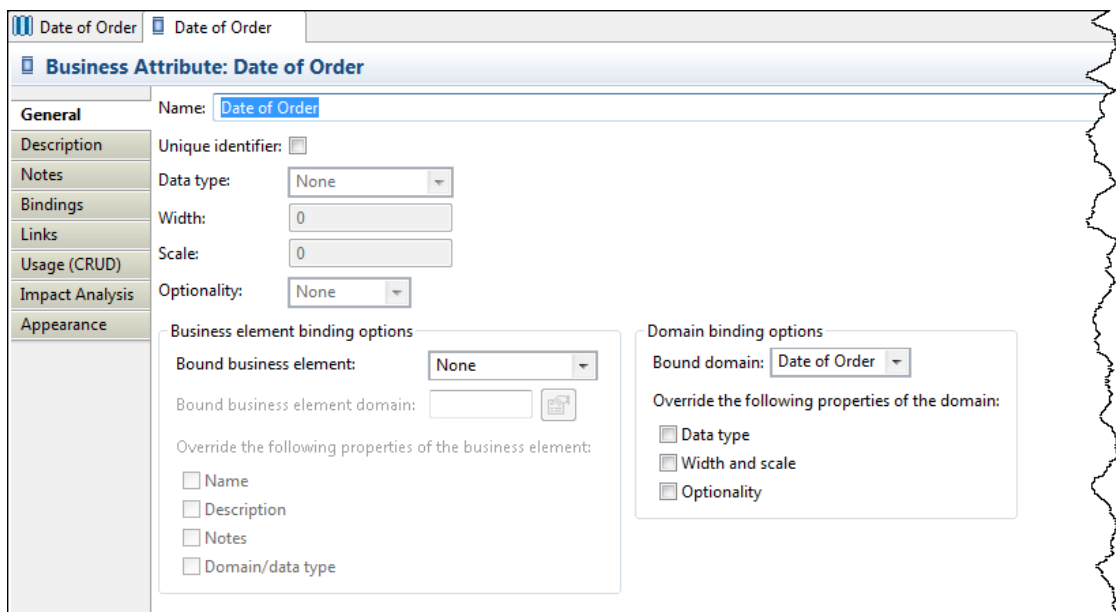 Date of Order Date of Order
Business Attribute: Date of Order
General
Description
Notes
Bindings
Links
Usage (CRUD)
Impact Analysis
Appearance
Name: Date of Order
Unique identifier:
Data type: None
Width: 0
Scale: 0
Optionality: None
Business element binding options
Bound business element: None
Bound business element domain:
Override the following properties of the business element:
Name
Description
Notes
Domain/data type
Domain binding options
Bound domain: Date of Order
Override the following properties of the domain:
Data type
Width and scale
Optionality